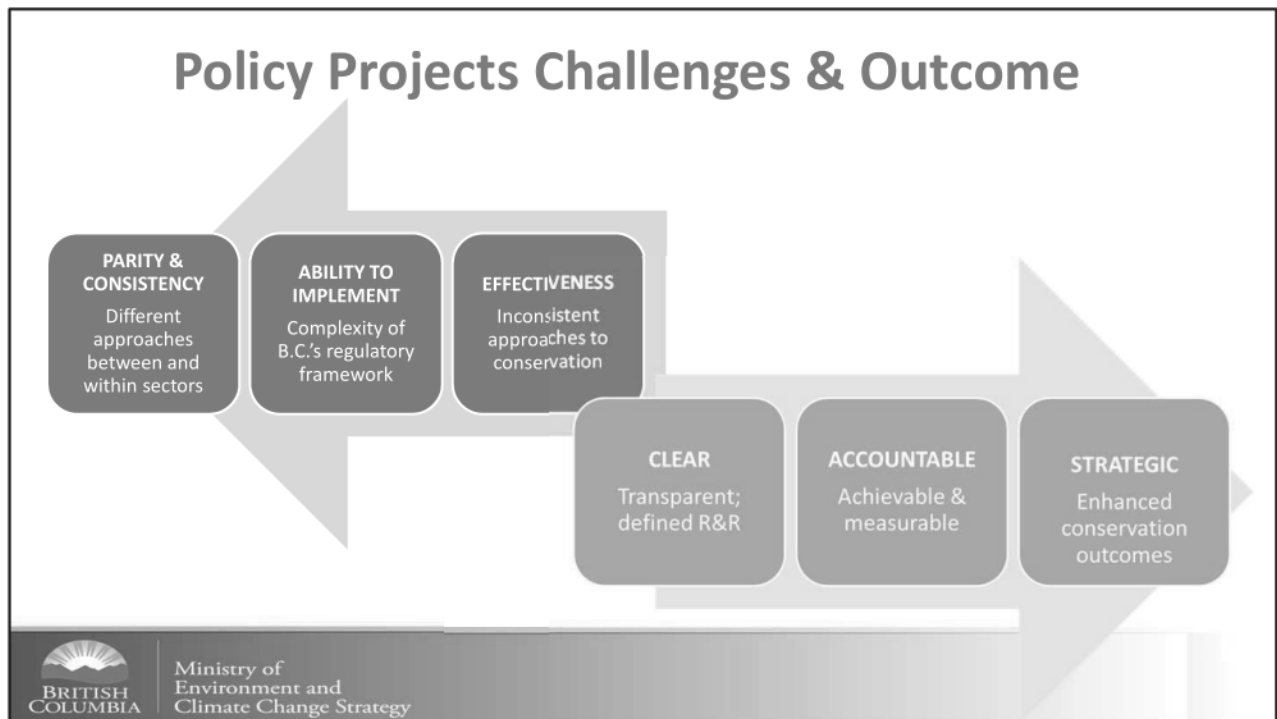 Policy Projects Challenges & Outcome
PARITY &
CONSISTENCY
Different
approaches
between and
within sectors
ABILITY TO
IMPLEMENT
Complexity of
B.C.'s regulatory
framework
EFFECTIVENESS
Inconsistent
approaches to
conservation
CLEAR
Transparent;
defined R&R
ACCOUNTABLE
Achievable &
measurable
STRATEGIC
Enhanced
conservation
outcomes
BRITISH
COLUMBIA
Ministry of
Environment and
Climate Change Strategy